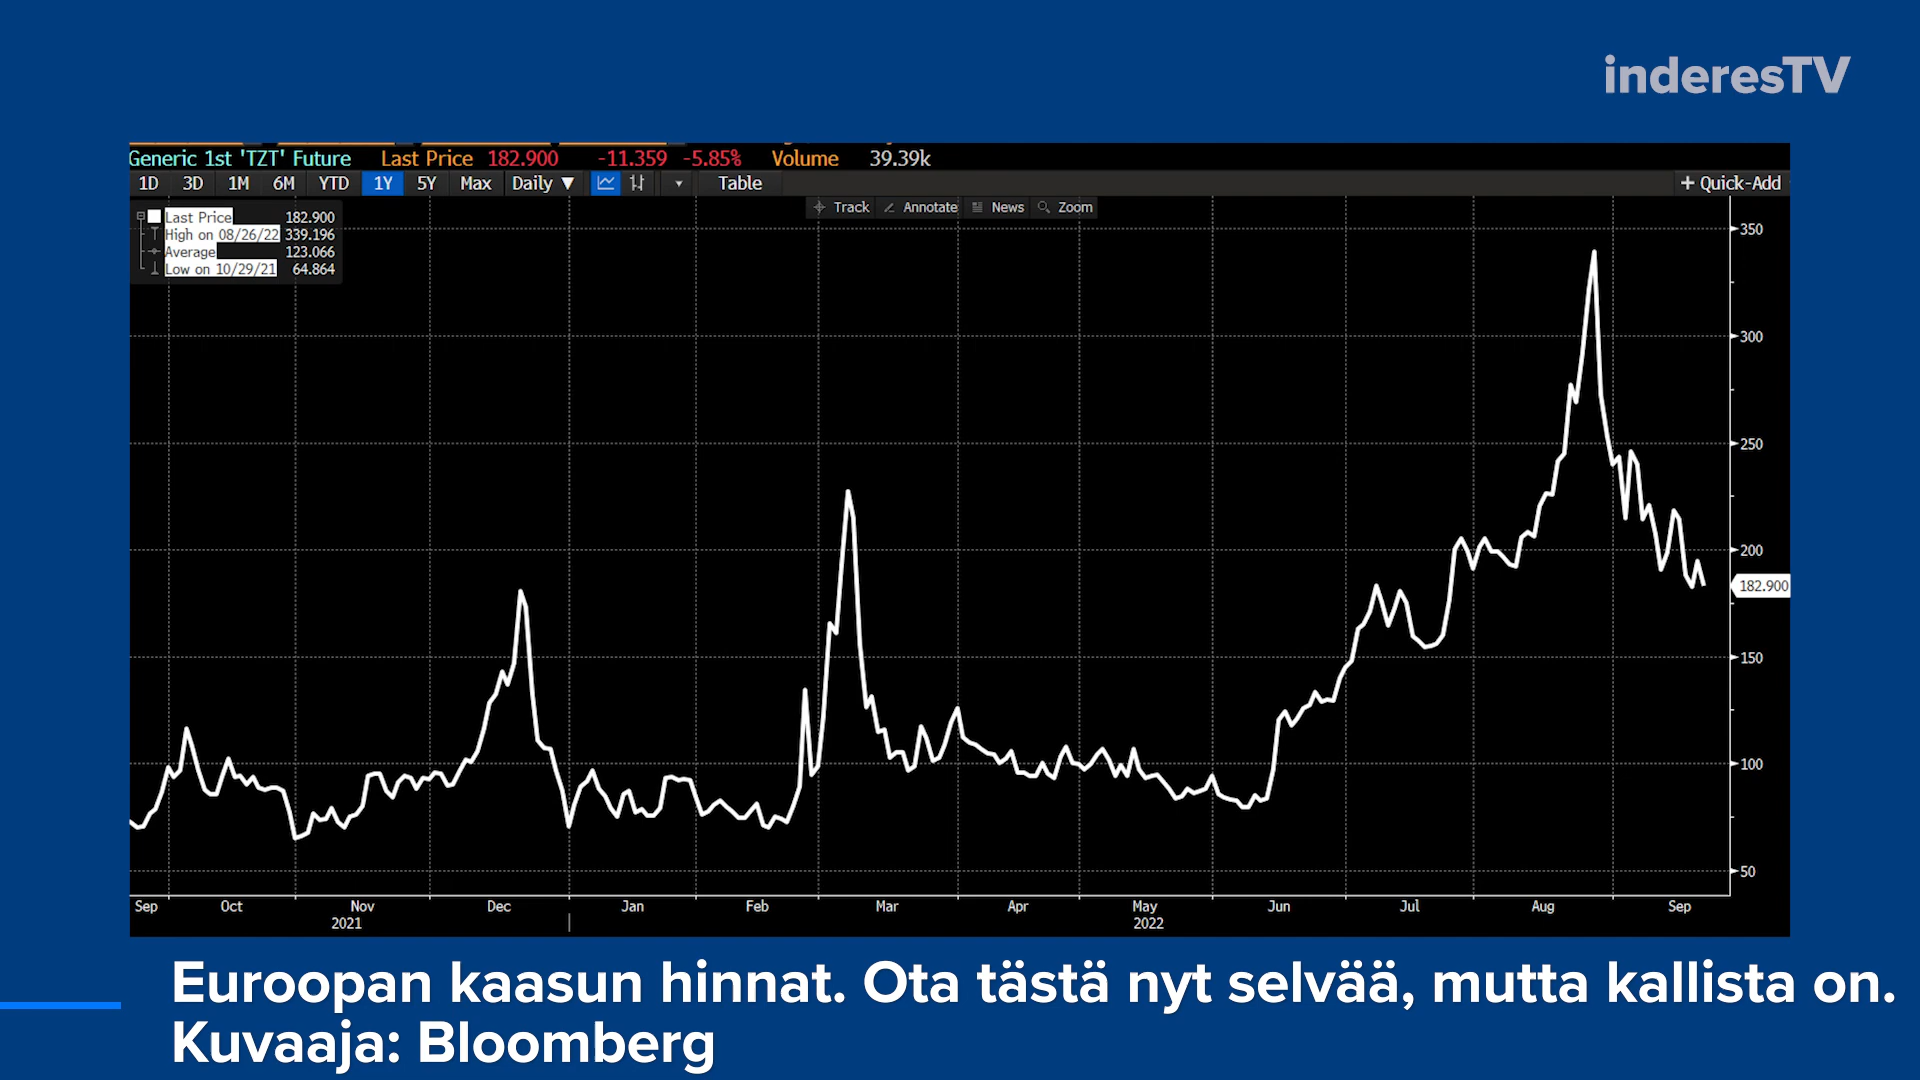 inderesTV
Generic 1st 'TZT' Future Last Price 182.900 -11.359 -5.85% Volume 39.39k
1D 3D 1M 6M YTD 1Y 5Y Max Daily ▼ Table + Quick-Add
Track Annotate News Zoom
Last Price 182.900
High on 08/26/22 339.196
Average 123.066
Low on 10/29/21 64.864
350
300
250
200
182.900
150
100
50
Sep Oct Nov Dec Jan Feb Mar Apr May Jun Jul Aug Sep
2021 2022
Euroopan kaasun hinnat. Ota tästä nyt selvää, mutta kallista on.
Kuvaaja: Bloomberg